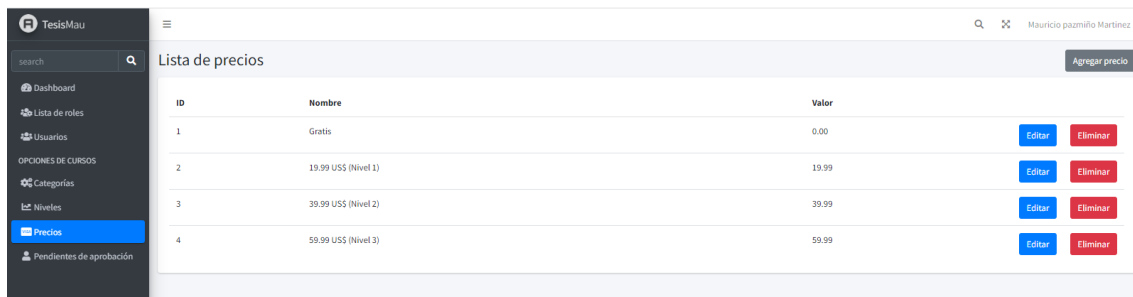 TesisMau
Mauricio pazmiño Martinez
search
Dashboard
Lista de roles
Usuarios
OPCIONES DE CURSOS
Categorías
Niveles
Precios
Pendientes de aprobación
Lista de precios
Agregar precio
ID Nombre Valor
1 Gratis 0.00 Editar Eliminar
2 19.99 US$ (Nivel 1) 19.99 Editar Eliminar
3 39.99 US$ (Nivel 2) 39.99 Editar Eliminar
4 59.99 US$ (Nivel 3) 59.99 Editar Eliminar